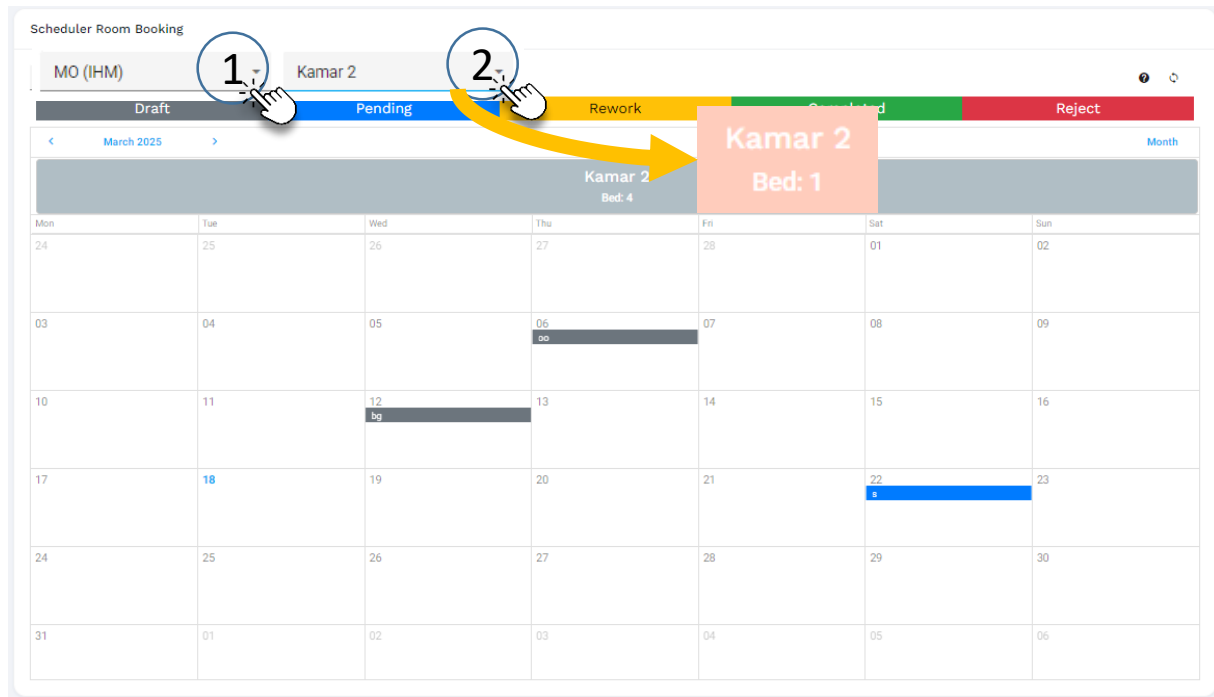 Scheduler Room Booking
MO (IHM) 1 Kamar 2 2
Draft Pending Rework Completed Reject
< March 2025 > Month
Kamar 2
Bed: 4
Kamar 2
Bed: 1
Mon Tue Wed Thu Fri Sat Sun
24 25 26 27 28 01 02
03 04 05 06 07 08 09
oo
10 11 12 13 14 15 16
bg
17 18 19 20 21 22 23
s
24 25 26 27 28 29 30
31 01 02 03 04 05 06